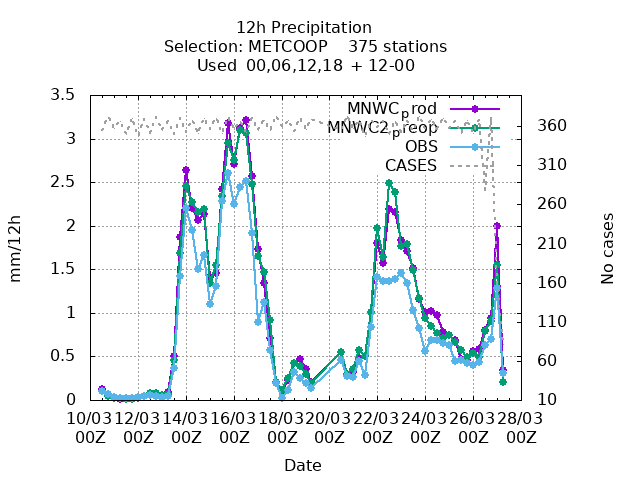 12h Precipitation
Selection: METCOOP 375 stations
Used 00,06,12,18 + 12-00
MNWCprod
MNWC2preop
OBS
CASES
3.5
3
2.5
2
1.5
1
0.5
0
mm/12h
360
310
260
210
160
110
60
10
No cases
10/03 12/03 14/03 16/03 18/03 20/03 22/03 24/03 26/03 28/03
00Z 00Z 00Z 00Z 00Z 00Z 00Z 00Z 00Z 00Z
Date